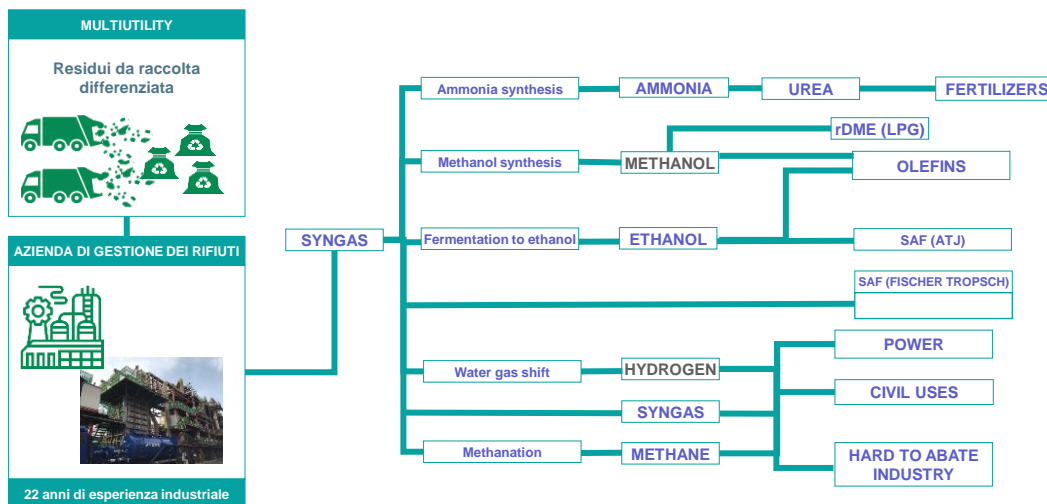 MULTIUTILITY
Residui da raccolta
differenziata
AZIENDA DI GESTIONE DEI RIFIUTI
22 anni di esperienza industriale
SYNGAS
Ammonia synthesis
AMMONIA
UREA
FERTILIZERS
rDME (LPG)
Methanol synthesis
METHANOL
OLEFINS
Fermentation to ethanol
ETHANOL
SAF (ATJ)
SAF (FISCHER TROPSCH)
POWER
Water gas shift
HYDROGEN
CIVIL USES
SYNGAS
Methanation
METHANE
HARD TO ABATE
INDUSTRY